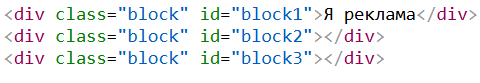 <div class="block" id="block1">Я реклама</div>
<div class="block" id="block2"></div>
<div class="block" id="block3"></div>